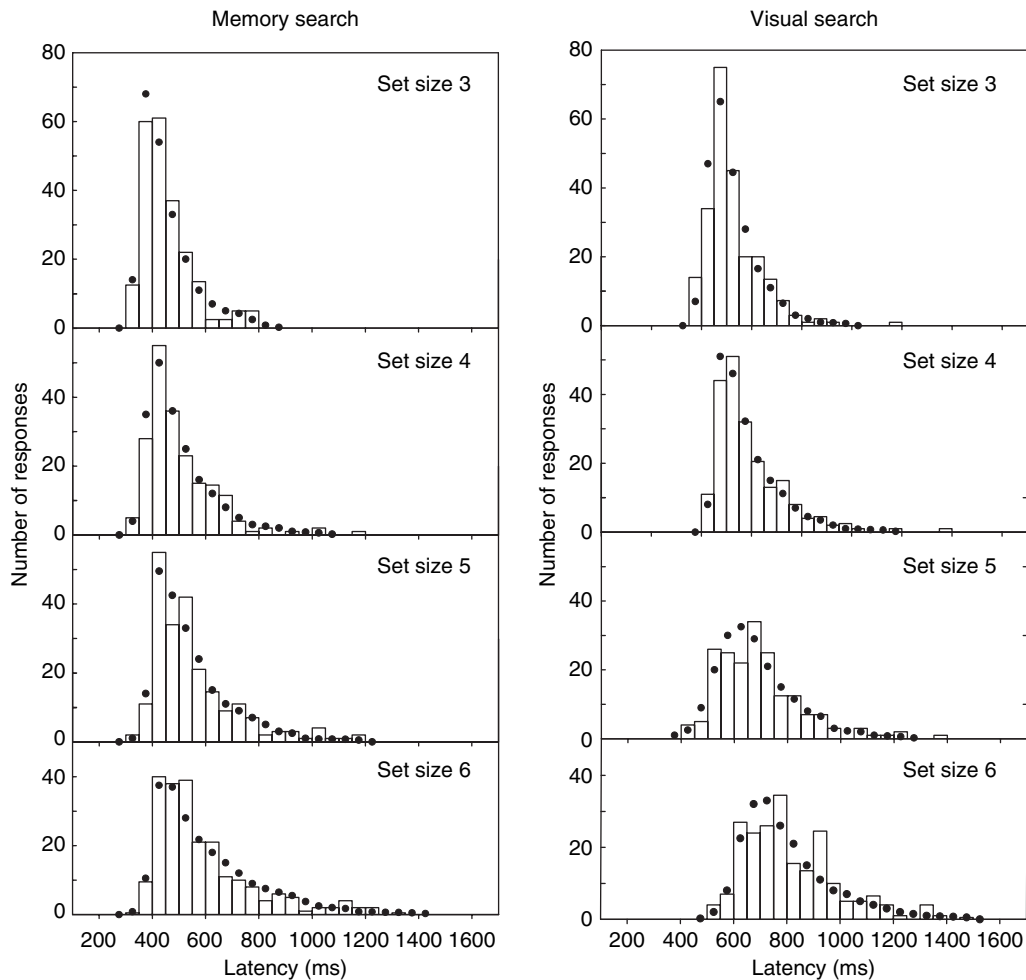 Memory search
Visual search
Number of responses
80
60
40
20
0
Set size 3
40
20
0
Set size 4
40
20
0
Set size 5
40
20
0
Set size 6
200 400 600 800 1000 1200 1400 1600
Latency (ms)
Number of responses
80
60
40
20
0
Set size 3
40
20
0
Set size 4
40
20
0
Set size 5
40
20
0
Set size 6
200 400 600 800 1000 1200 1400 1600
Latency (ms)